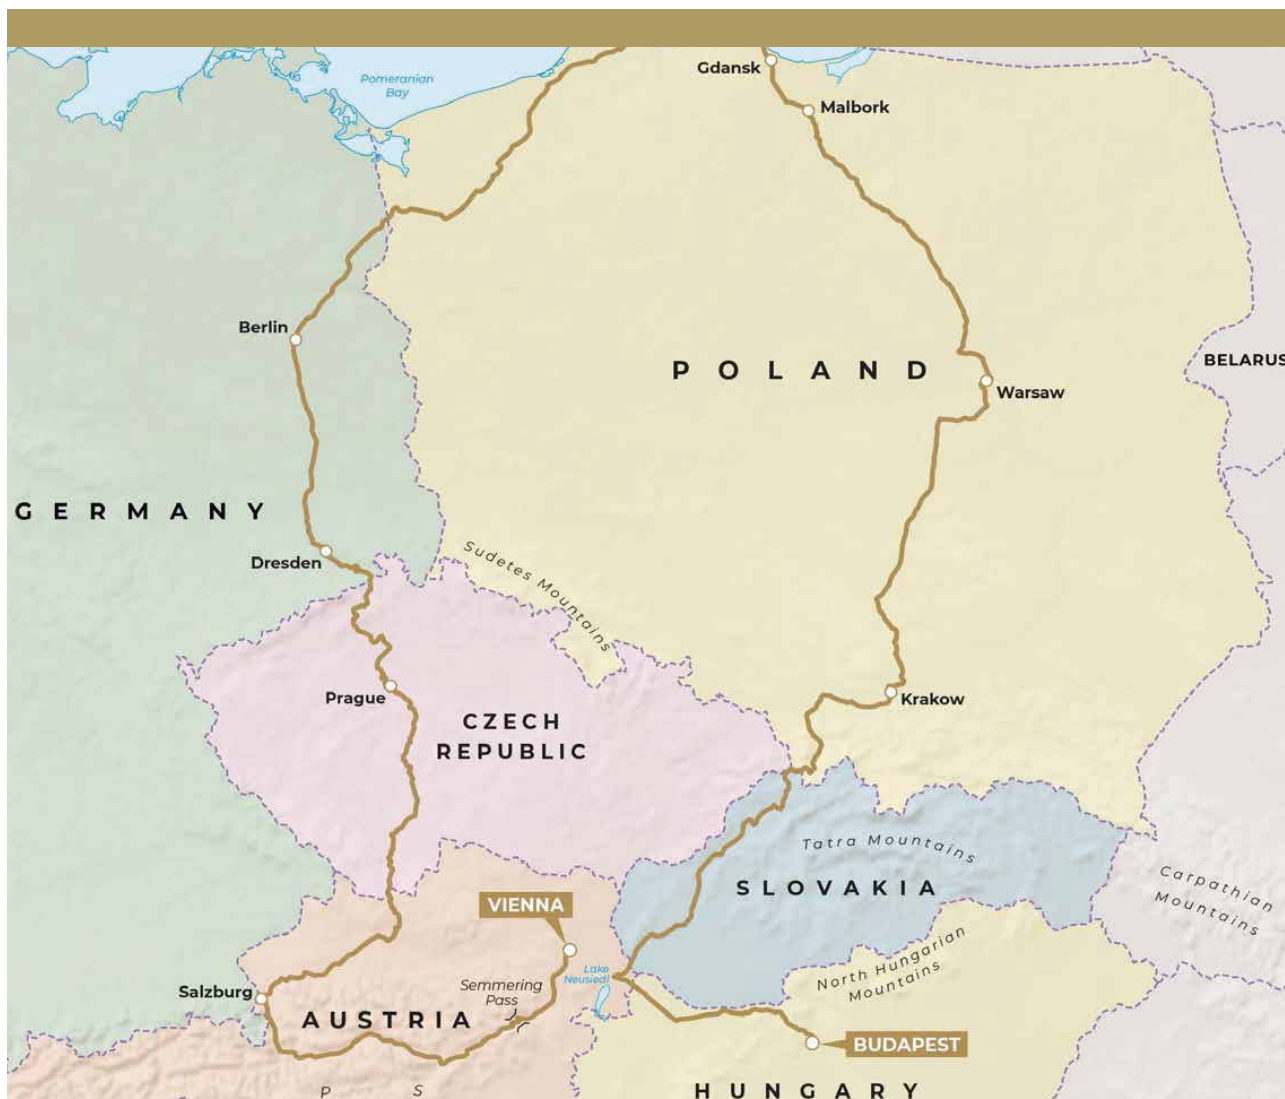 Gdansk
Pomeranian
Bay
Malbork
Berlin
POLAND
BELARUS
Warsaw
GERMANY
Sudetes Mountains
Dresden
Prague
Krakow
CZECH
REPUBLIC
Tatra Mountains
SLOVAKIA
Carpathian
Mountains
VIENNA
North Hungarian
Mountains
Lake
Neusiedl
Semmering
Pass
Salzburg
AUSTRIA
BUDAPEST
P S
HUNGARY